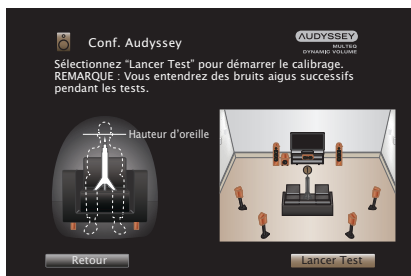 Conf. Audyssey
AUDYSSEY
MULTEQ
DYNAMIC VOLUME
Sélectionnez “Lancer Test” pour démarrer le calibrage.
REMARQUE : Vous entendrez des bruits aigus successifs
pendant les tests.
Hauteur d’oreille
Retour
Lancer Test